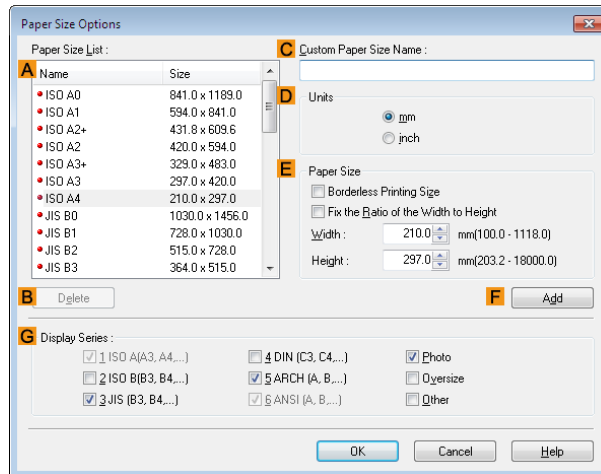 Paper Size Options
Paper Size List :
C Custom Paper Size Name :
A Name Size
ISO A0 841.0 x 1189.0
ISO A1 594.0 x 841.0
ISO A2+ 431.8 x 609.6
ISO A2 420.0 x 594.0
ISO A3+ 329.0 x 483.0
ISO A3 297.0 x 420.0
ISO A4 210.0 x 297.0
JIS B0 1030.0 x 1456.0
JIS B1 728.0 x 1030.0
JIS B2 515.0 x 728.0
JIS B3 364.0 x 515.0
D Units
mm
inch
E Paper Size
Borderless Printing Size
Fix the Ratio of the Width to Height
Width : 210.0 mm(100.0 - 1118.0)
Height : 297.0 mm(203.2 - 18000.0)
B Delete
F Add
G Display Series :
1 ISO A(A3, A4,...) 4 DIN (C3, C4,...) Photo
2 ISO B(B3, B4,...) 5 ARCH (A, B,...) Oversize
3 JIS (B3, B4,...) 6 ANSI (A, B,...) Other
OK Cancel Help